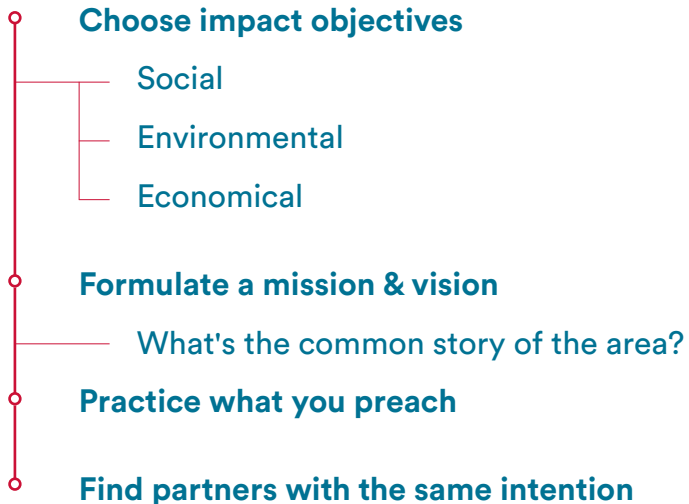 Choose impact objectives
Social
Environmental
Economical
Formulate a mission & vision
What's the common story of the area?
Practice what you preach
Find partners with the same intention